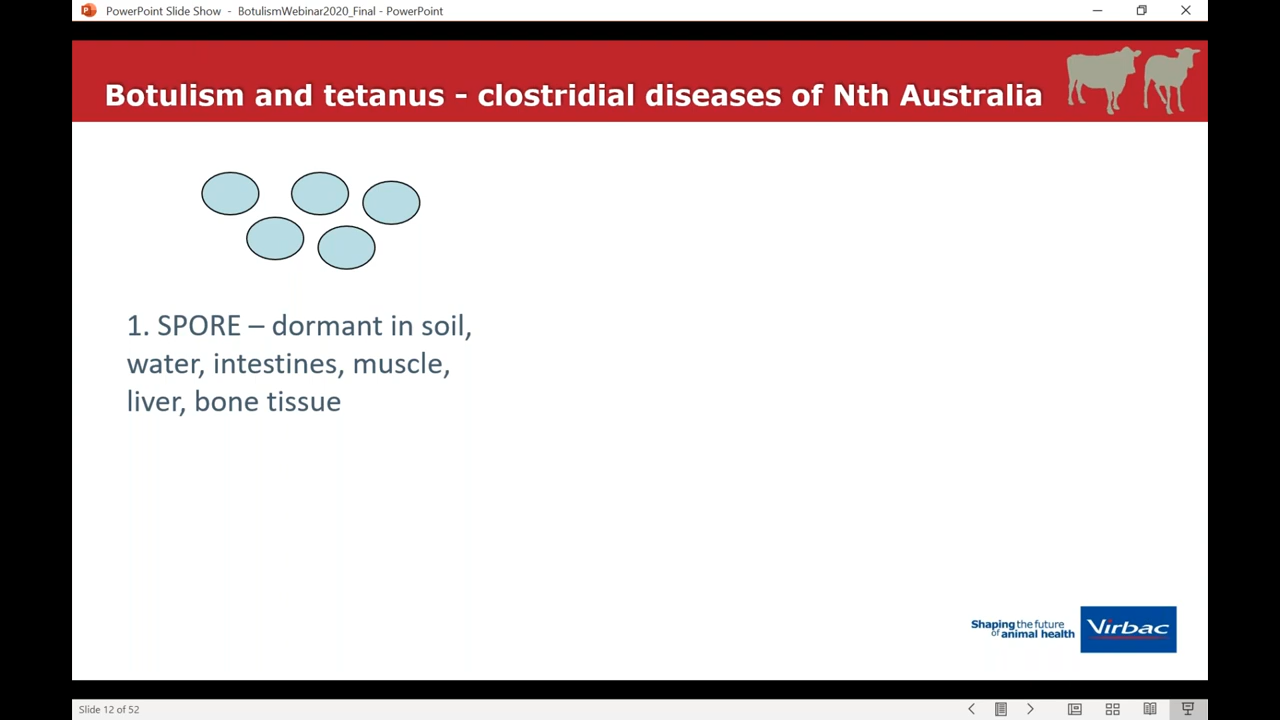 PowerPoint Slide Show - BotulismWebinar2020_Final - PowerPoint
Botulism and tetanus - clostridial diseases of Nth Australia
1. SPORE – dormant in soil,
water, intestines, muscle,
liver, bone tissue
Shaping the future
of animal health
Virbac
Slide 12 of 52